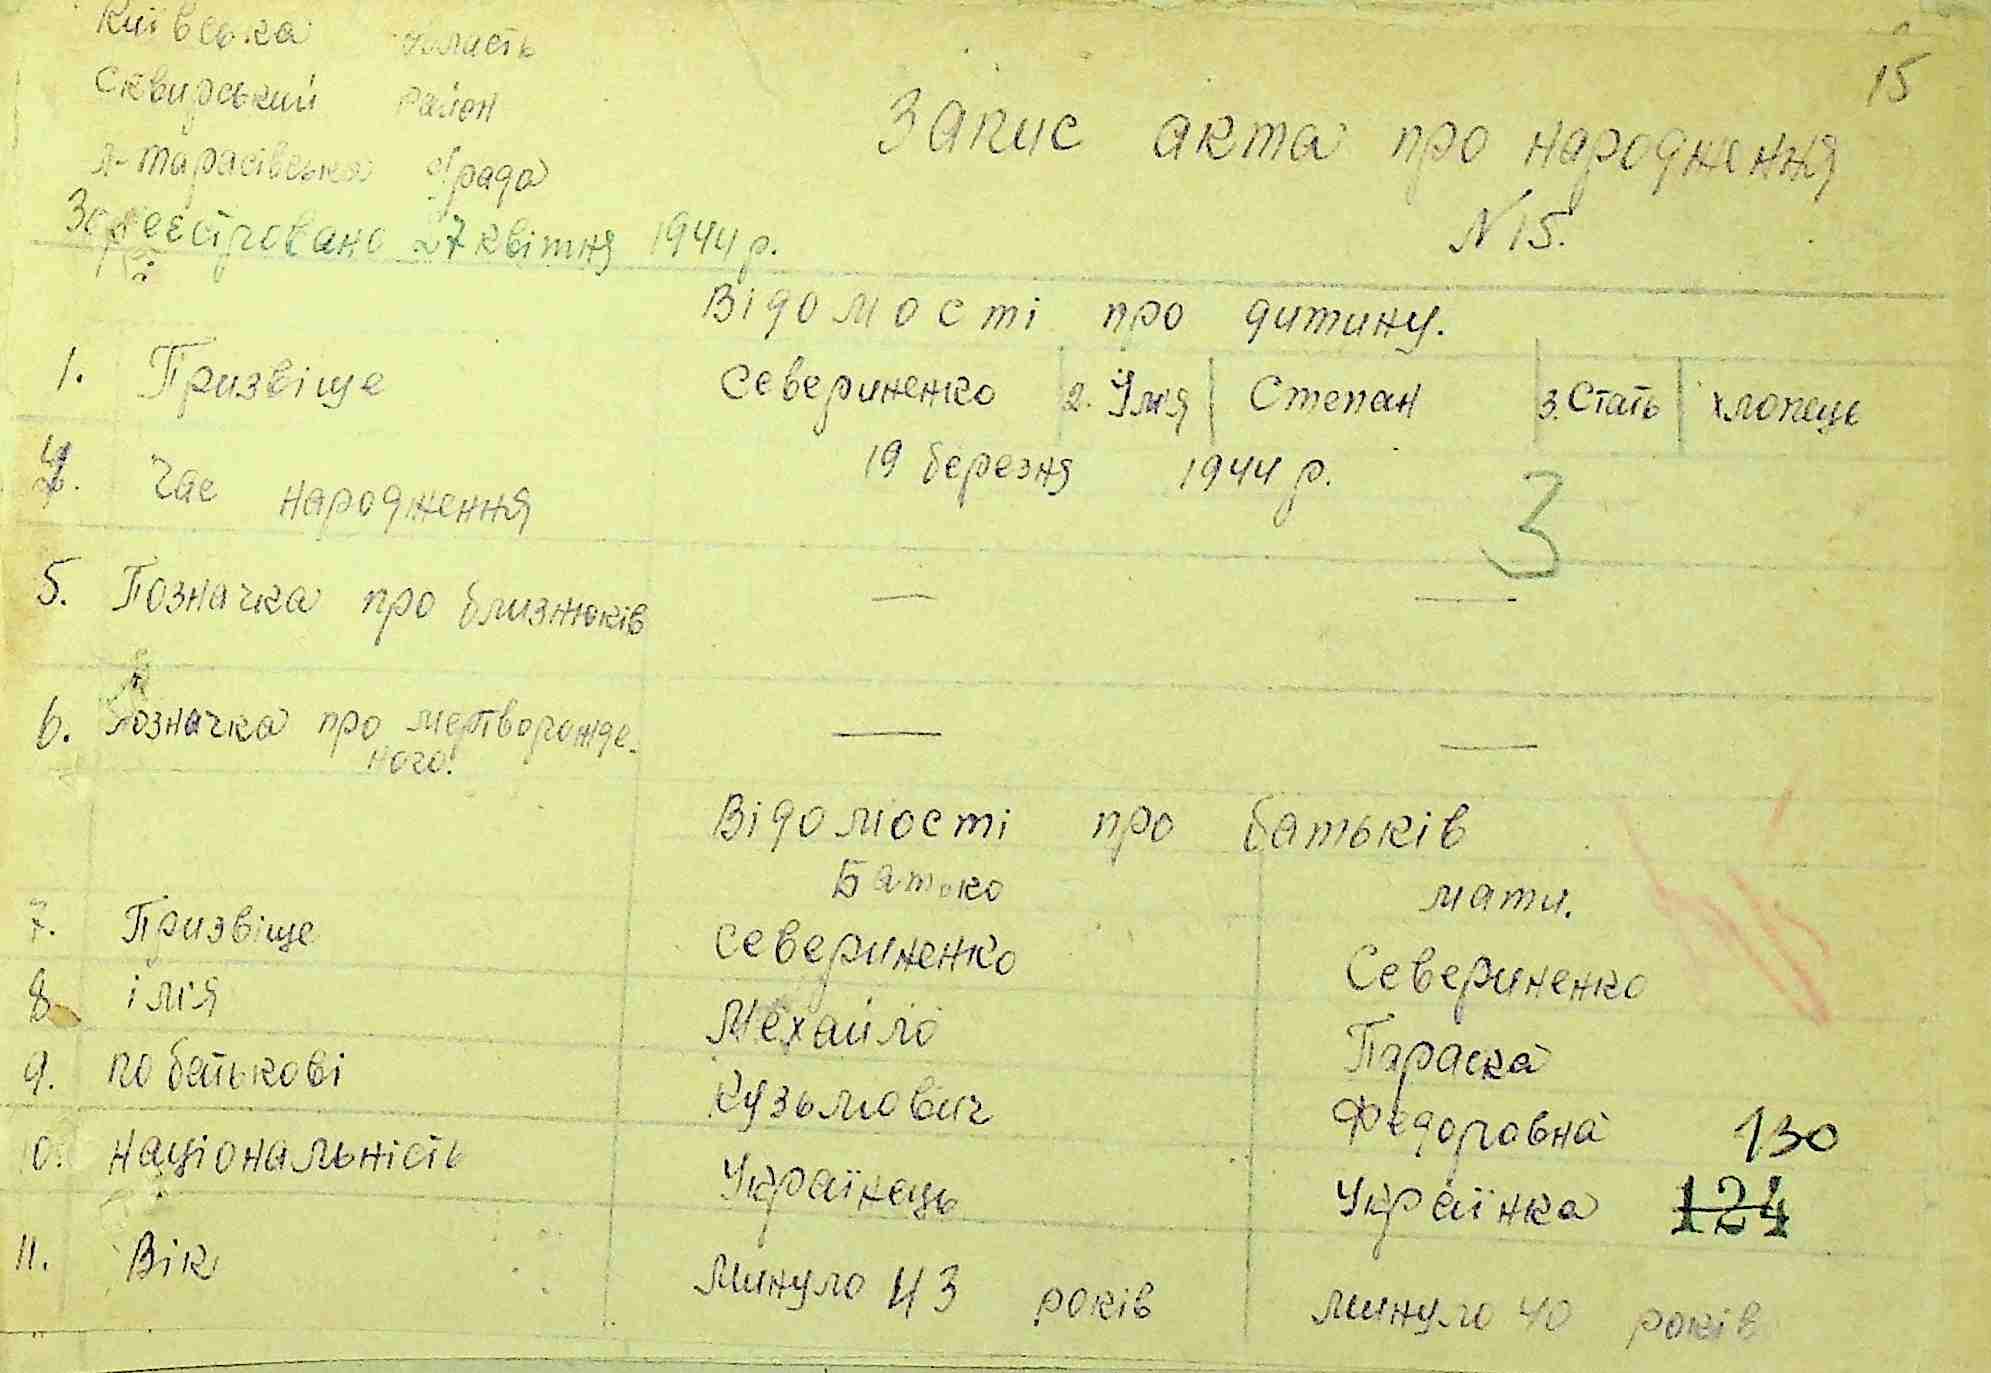 Київська область
Сквирський район
л-тарасівська с/рада
Зареєстровано 27 квітня 1944 р.
15
Запис акта про народження
N 15.
Відомості про дитину.
1. Призвіще Севериненко 2. Імя Степан 3. Стать хлопець
4. Час народження 19 березня 1944 р.
3
5. Позначка про близнюків — —
6. Позначка про мертворожде-
ного. — —
Відомості про батьків
Батько мати.
7. Призвіще Севериненко Севериненко
8. імія Михайло Параска
9. по батькові Кузьмович Федоровна 130
10. національність Українець Українка 124
11. Вік минуло 43 років минуло 40 років